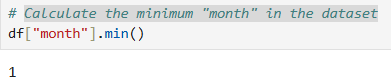 # Calculate the minimum "month" in the dataset
df["month"].min()
1